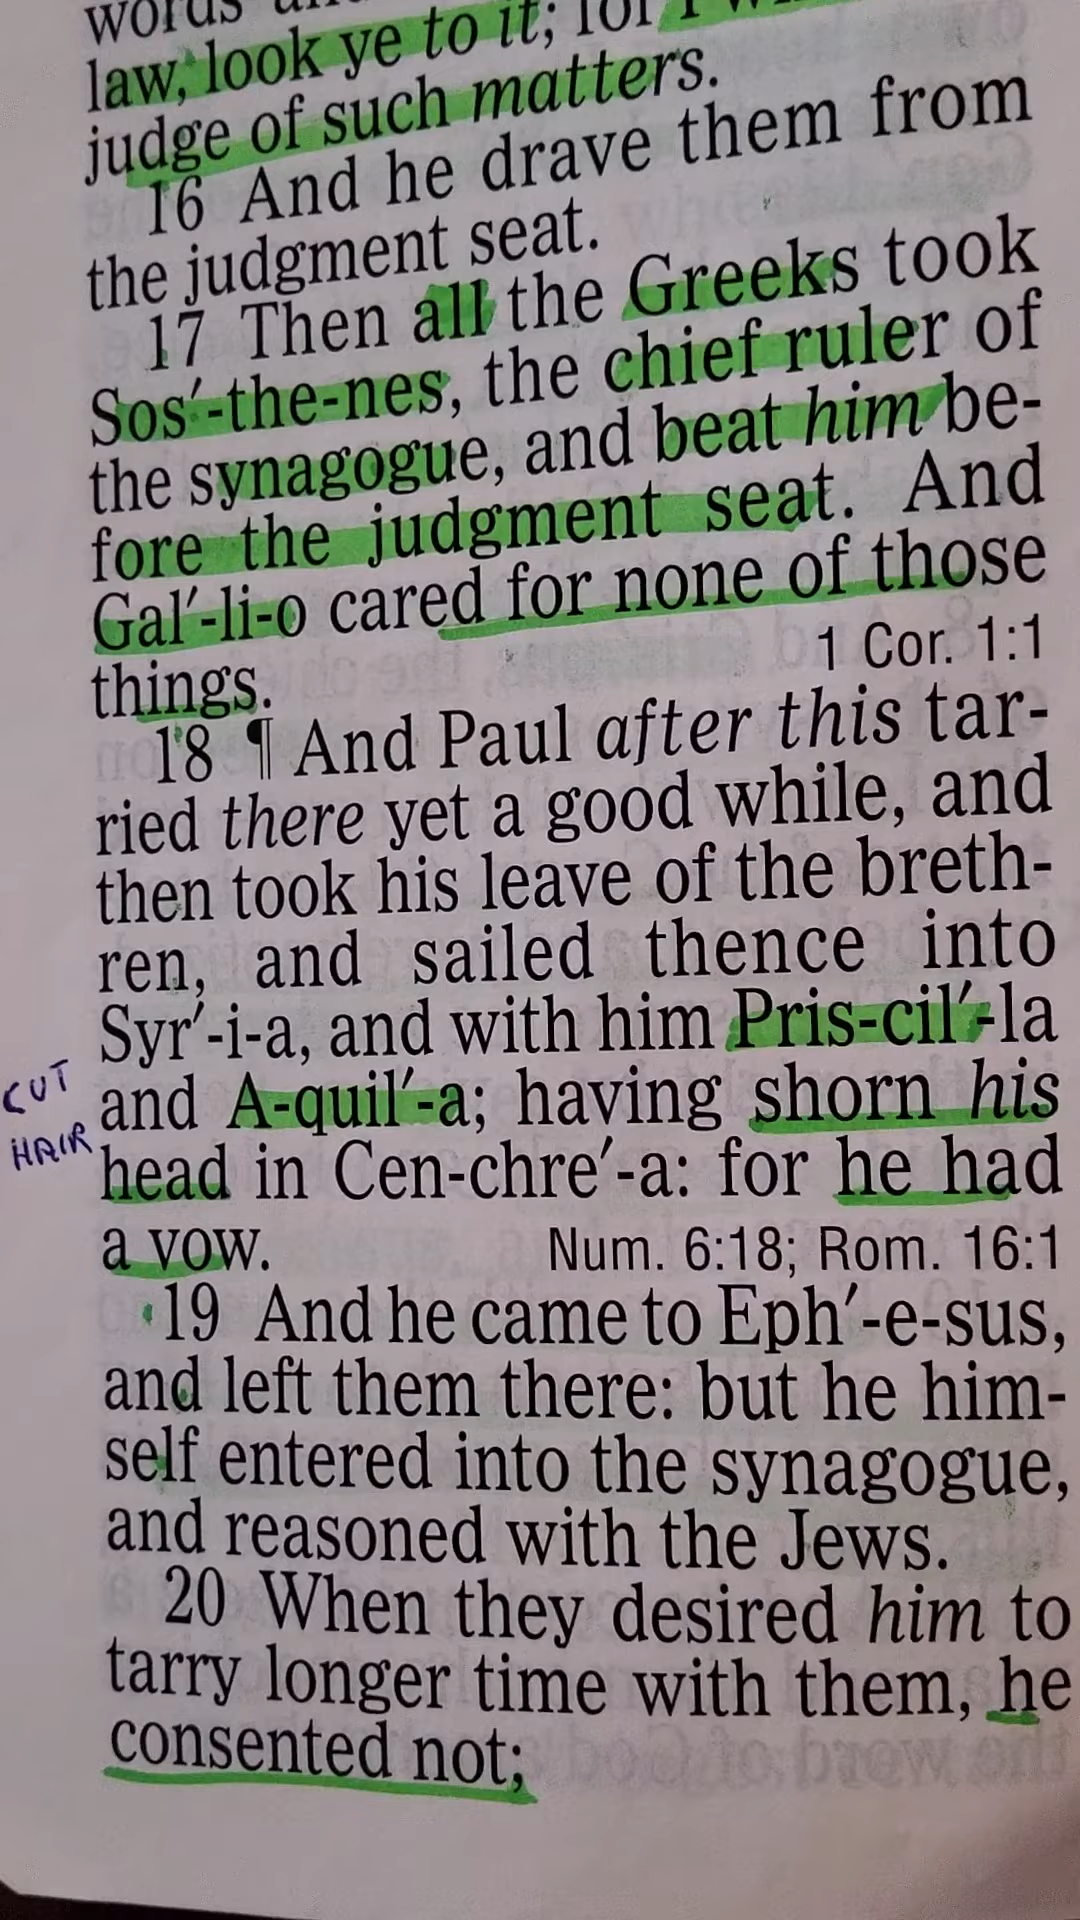 words
law, look ye to it; for I
judge of such matters.
16 And he drave them from
the judgment seat.
17 Then all the Greeks took
Sos′-the-nes, the chief ruler of
the synagogue, and beat him be-
fore the judgment seat. And
Gal′-li-o cared for none of those
things. 1 Cor. 1:1
18 ¶ And Paul after this tar-
ried there yet a good while, and
then took his leave of the breth-
ren, and sailed thence into
Syr′-i-a, and with him Pris-cil′-la
CUT
and A-quil′-a; having shorn his
HAIR
head in Cen-chre′-a: for he had
a vow. Num. 6:18; Rom. 16:1
19 And he came to Eph′-e-sus,
and left them there: but he him-
self entered into the synagogue,
and reasoned with the Jews.
20 When they desired him to
tarry longer time with them, he
consented not;